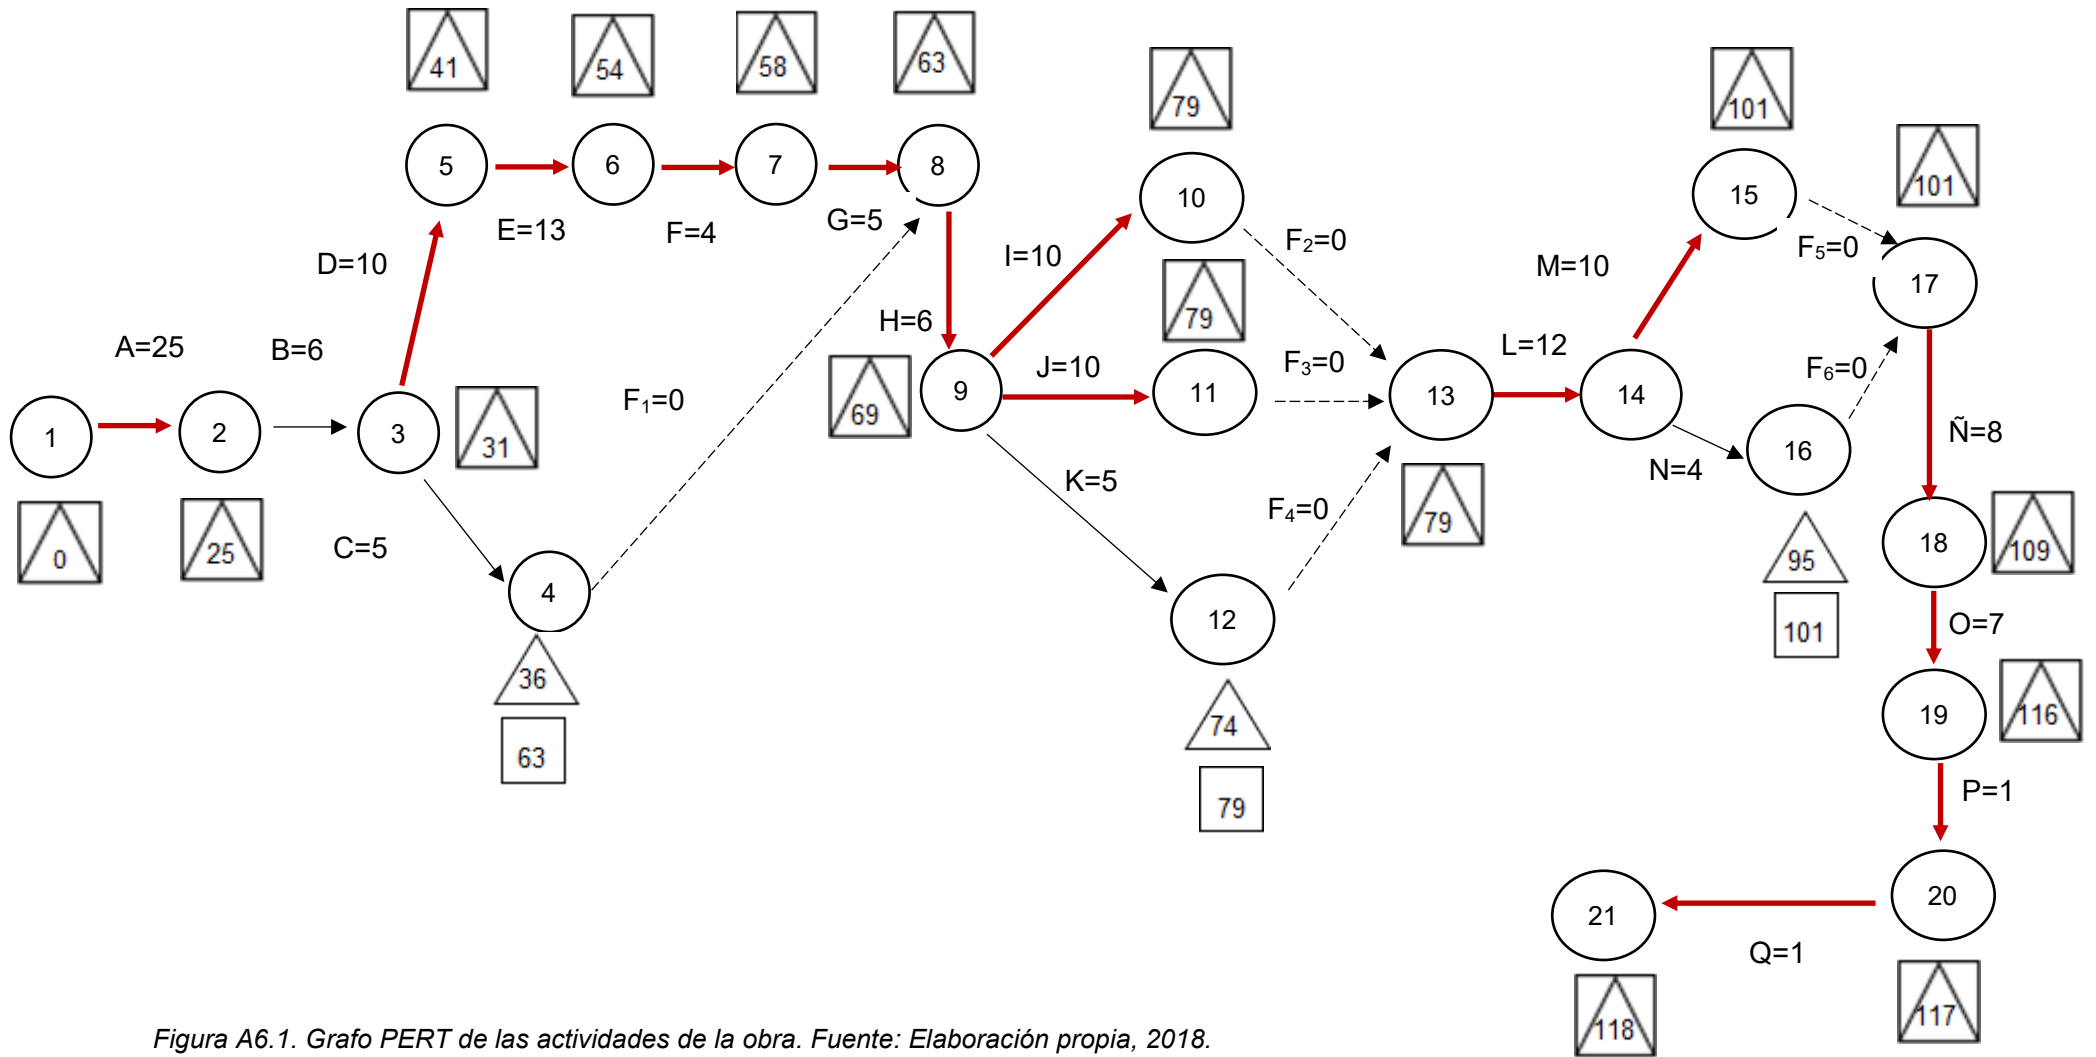 41
54
58
63
79
101
101
5
6
7
8
10
15
17
E=13
F=4
G=5
D=10
I=10
F2=0
M=10
F5=0
79
A=25
B=6
F1=0
H=6
J=10
F3=0
L=12
F6=0
1
2
3
31
69
9
11
13
14
16
Ñ=8
0
25
C=5
4
K=5
F4=0
79
N=4
95
101
18
109
O=7
36
63
12
74
79
19
116
P=1
21
20
Q=1
118
117
Figura A6.1. Grafo PERT de las actividades de la obra. Fuente: Elaboración propia, 2018.